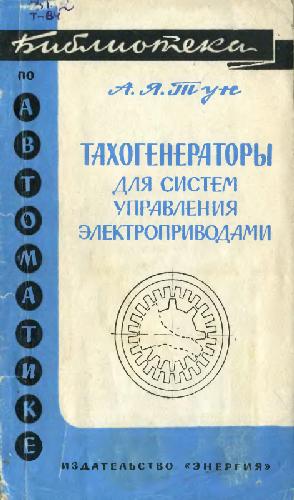 Библиотека
по
АВТОМАТИКЕ
А. Я. Тун
ТАХОГЕНЕРАТОРЫ
ДЛЯ СИСТЕМ
УПРАВЛЕНИЯ
ЭЛЕКТРОПРИВОДАМИ
ИЗДАТЕЛЬСТВО «ЭНЕРГИЯ»